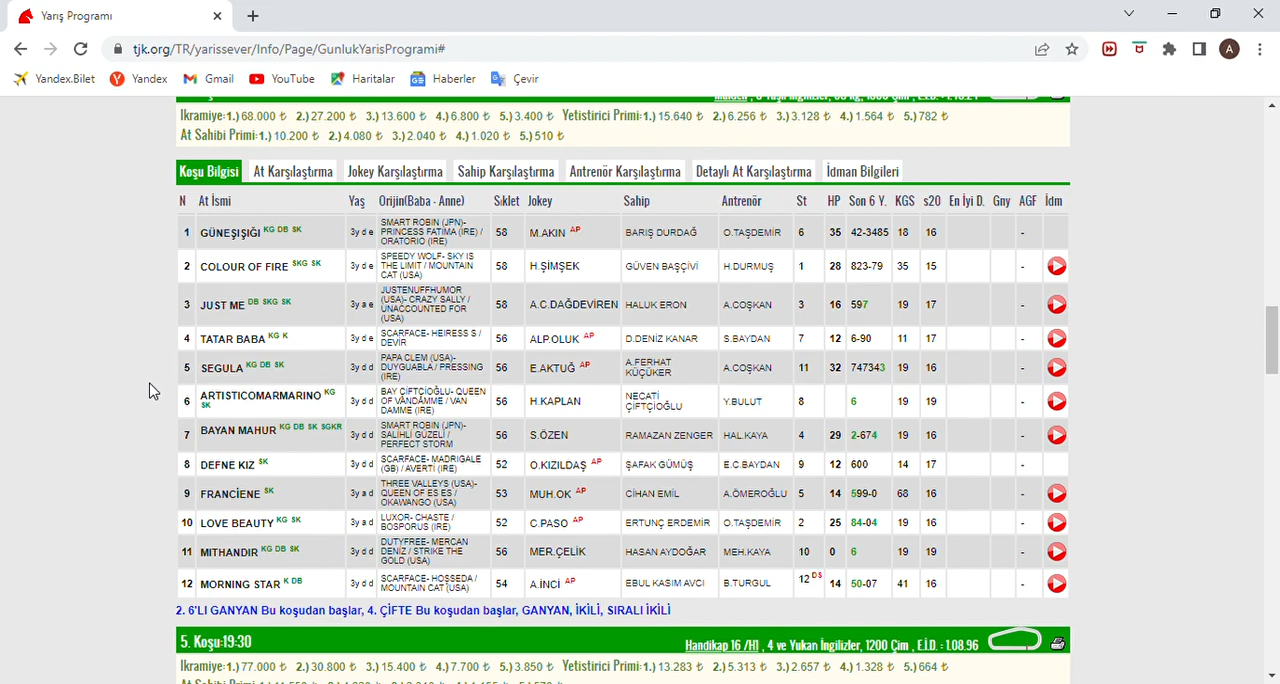 Yarış Programı
tjk.org/TR/yarissever/Info/Page/GunlukYarisProgrami#
A
Yandex.Bilet Yandex Gmail YouTube Haritalar Haberler Çevir
İkramiye:1.) 68.000 ₺ 2.) 27.200 ₺ 3.) 13.600 ₺ 4.) 6.800 ₺ 5.) 3.400 ₺ Yetistirici Primi:1.) 15.640 ₺ 2.) 6.256 ₺ 3.) 3.128 ₺ 4.) 1.564 ₺ 5.) 782 ₺
At Sahibi Primi:1.) 10.200 ₺ 2.) 4.080 ₺ 3.) 2.040 ₺ 4.) 1.020 ₺ 5.) 510 ₺
Koşu Bilgisi At Karşılaştırma Jokey Karşılaştırma Sahip Karşılaştırma Antrenör Karşılaştırma Detaylı At Karşılaştırma İdman Bilgileri
N At İsmi Yaş Orijin(Baba - Anne) Sıklet Jokey Sahip Antrenör St HP Son 6 Y. KGS s20 En İyi D. Gny AGF İdm
1 GÜNEŞIŞIĞI KG DB SK 3y d e SMART ROBIN (JPN)- PRINCESS FATIMA (IRE) / ORATORIO (IRE) 58 M.AKIN AP BARIŞ DURDAĞ O.TAŞDEMİR 6 35 42-3485 18 16 -
2 COLOUR OF FIRE SKG SK 3y d e SPEEDY WOLF- SKY IS THE LIMIT / MOUNTAIN CAT (USA) 58 H.ŞİMŞEK GÜVEN BAŞÇİVİ H.DURMUŞ 1 28 823-79 35 15 -
3 JUST ME DB SKG SK 3y a e JUSTENUFFHUMOR (USA)- CRAZY SALLY / UNACCOUNTED FOR (USA) 58 A.C.DAĞDEVİREN HALUK ERON A.COŞKAN 3 16 597 19 17 -
4 TATAR BABA KG K 3y d e SCARFACE- HEIRESS S / DEVİR 56 ALP.OLUK AP D.DENİZ KANAR S.BAYDAN 7 12 6-90 11 17 -
5 SEGULA KG DB SK 3y d d PAPA CLEM (USA)- DUYGUABLA / PRESSING (IRE) 56 E.AKTUĞ AP A.FERHAT KÜÇÜKER A.COŞKAN 11 32 747343 19 16 -
6 ARTISTICOMARMARINO KG SK 3y d d BAY ÇİFTÇİOĞLU- QUEEN OF VANDAMME / VAN DAMME (IRE) 56 H.KAPLAN NECATİ ÇİFTÇİOĞLU Y.BULUT 8 6 19 19 -
7 BAYAN MAHUR KG DB SK SGKR 3y d d SMART ROBIN (JPN)- SALİHLİ GÜZELİ / PERFECT STORM 56 S.ÖZEN RAMAZAN ZENGER HAL.KAYA 4 29 2-674 19 16 -
8 DEFNE KIZ SK 3y d d SCARFACE- MADRIGALE (GB) / AVERTI (IRE) 52 O.KIZILDAŞ AP ŞAFAK GÜMÜŞ E.C.BAYDAN 9 12 600 14 17 -
9 FRANCİENE SK 3y a d THREE VALLEYS (USA)- QUEEN OF ES ES / OKAWANGO (USA) 53 MUH.OK AP CİHAN EMİL A.ÖMEROĞLU 5 14 599-0 68 16 -
10 LOVE BEAUTY KG SK 3y a d LUXOR- CHASTE / BOSPORUS (IRE) 52 C.PASO AP ERTUNÇ ERDEMİR O.TAŞDEMİR 2 25 84-04 19 16 -
11 MITHANDIR KG DB SK 3y d d DUTYFREE- MERCAN DENİZ / STRIKE THE GOLD (USA) 56 MER.ÇELİK HASAN AYDOĞAR MEH.KAYA 10 0 6 19 19 -
12 MORNING STAR K DB 3y d d SCARFACE- HOSSEDA / MOUNTAIN CAT (USA) 54 A.İNCİ AP EBUL KASIM AVCI B.TURGUL 12 DS 14 50-07 41 16 -
2. 6'LI GANYAN Bu koşudan başlar, 4. ÇİFTE Bu koşudan başlar, GANYAN, İKİLİ, SIRALI İKİLİ
5. Koşu:19:30 Handikap 16 /H1 , 4 ve Yukarı İngilizler, 1200 Çim , E.İ.D. : 1.08.96
İkramiye:1.) 77.000 ₺ 2.) 30.800 ₺ 3.) 15.400 ₺ 4.) 7.700 ₺ 5.) 3.850 ₺ Yetistirici Primi:1.) 13.283 ₺ 2.) 5.313 ₺ 3.) 2.657 ₺ 4.) 1.328 ₺ 5.) 664 ₺